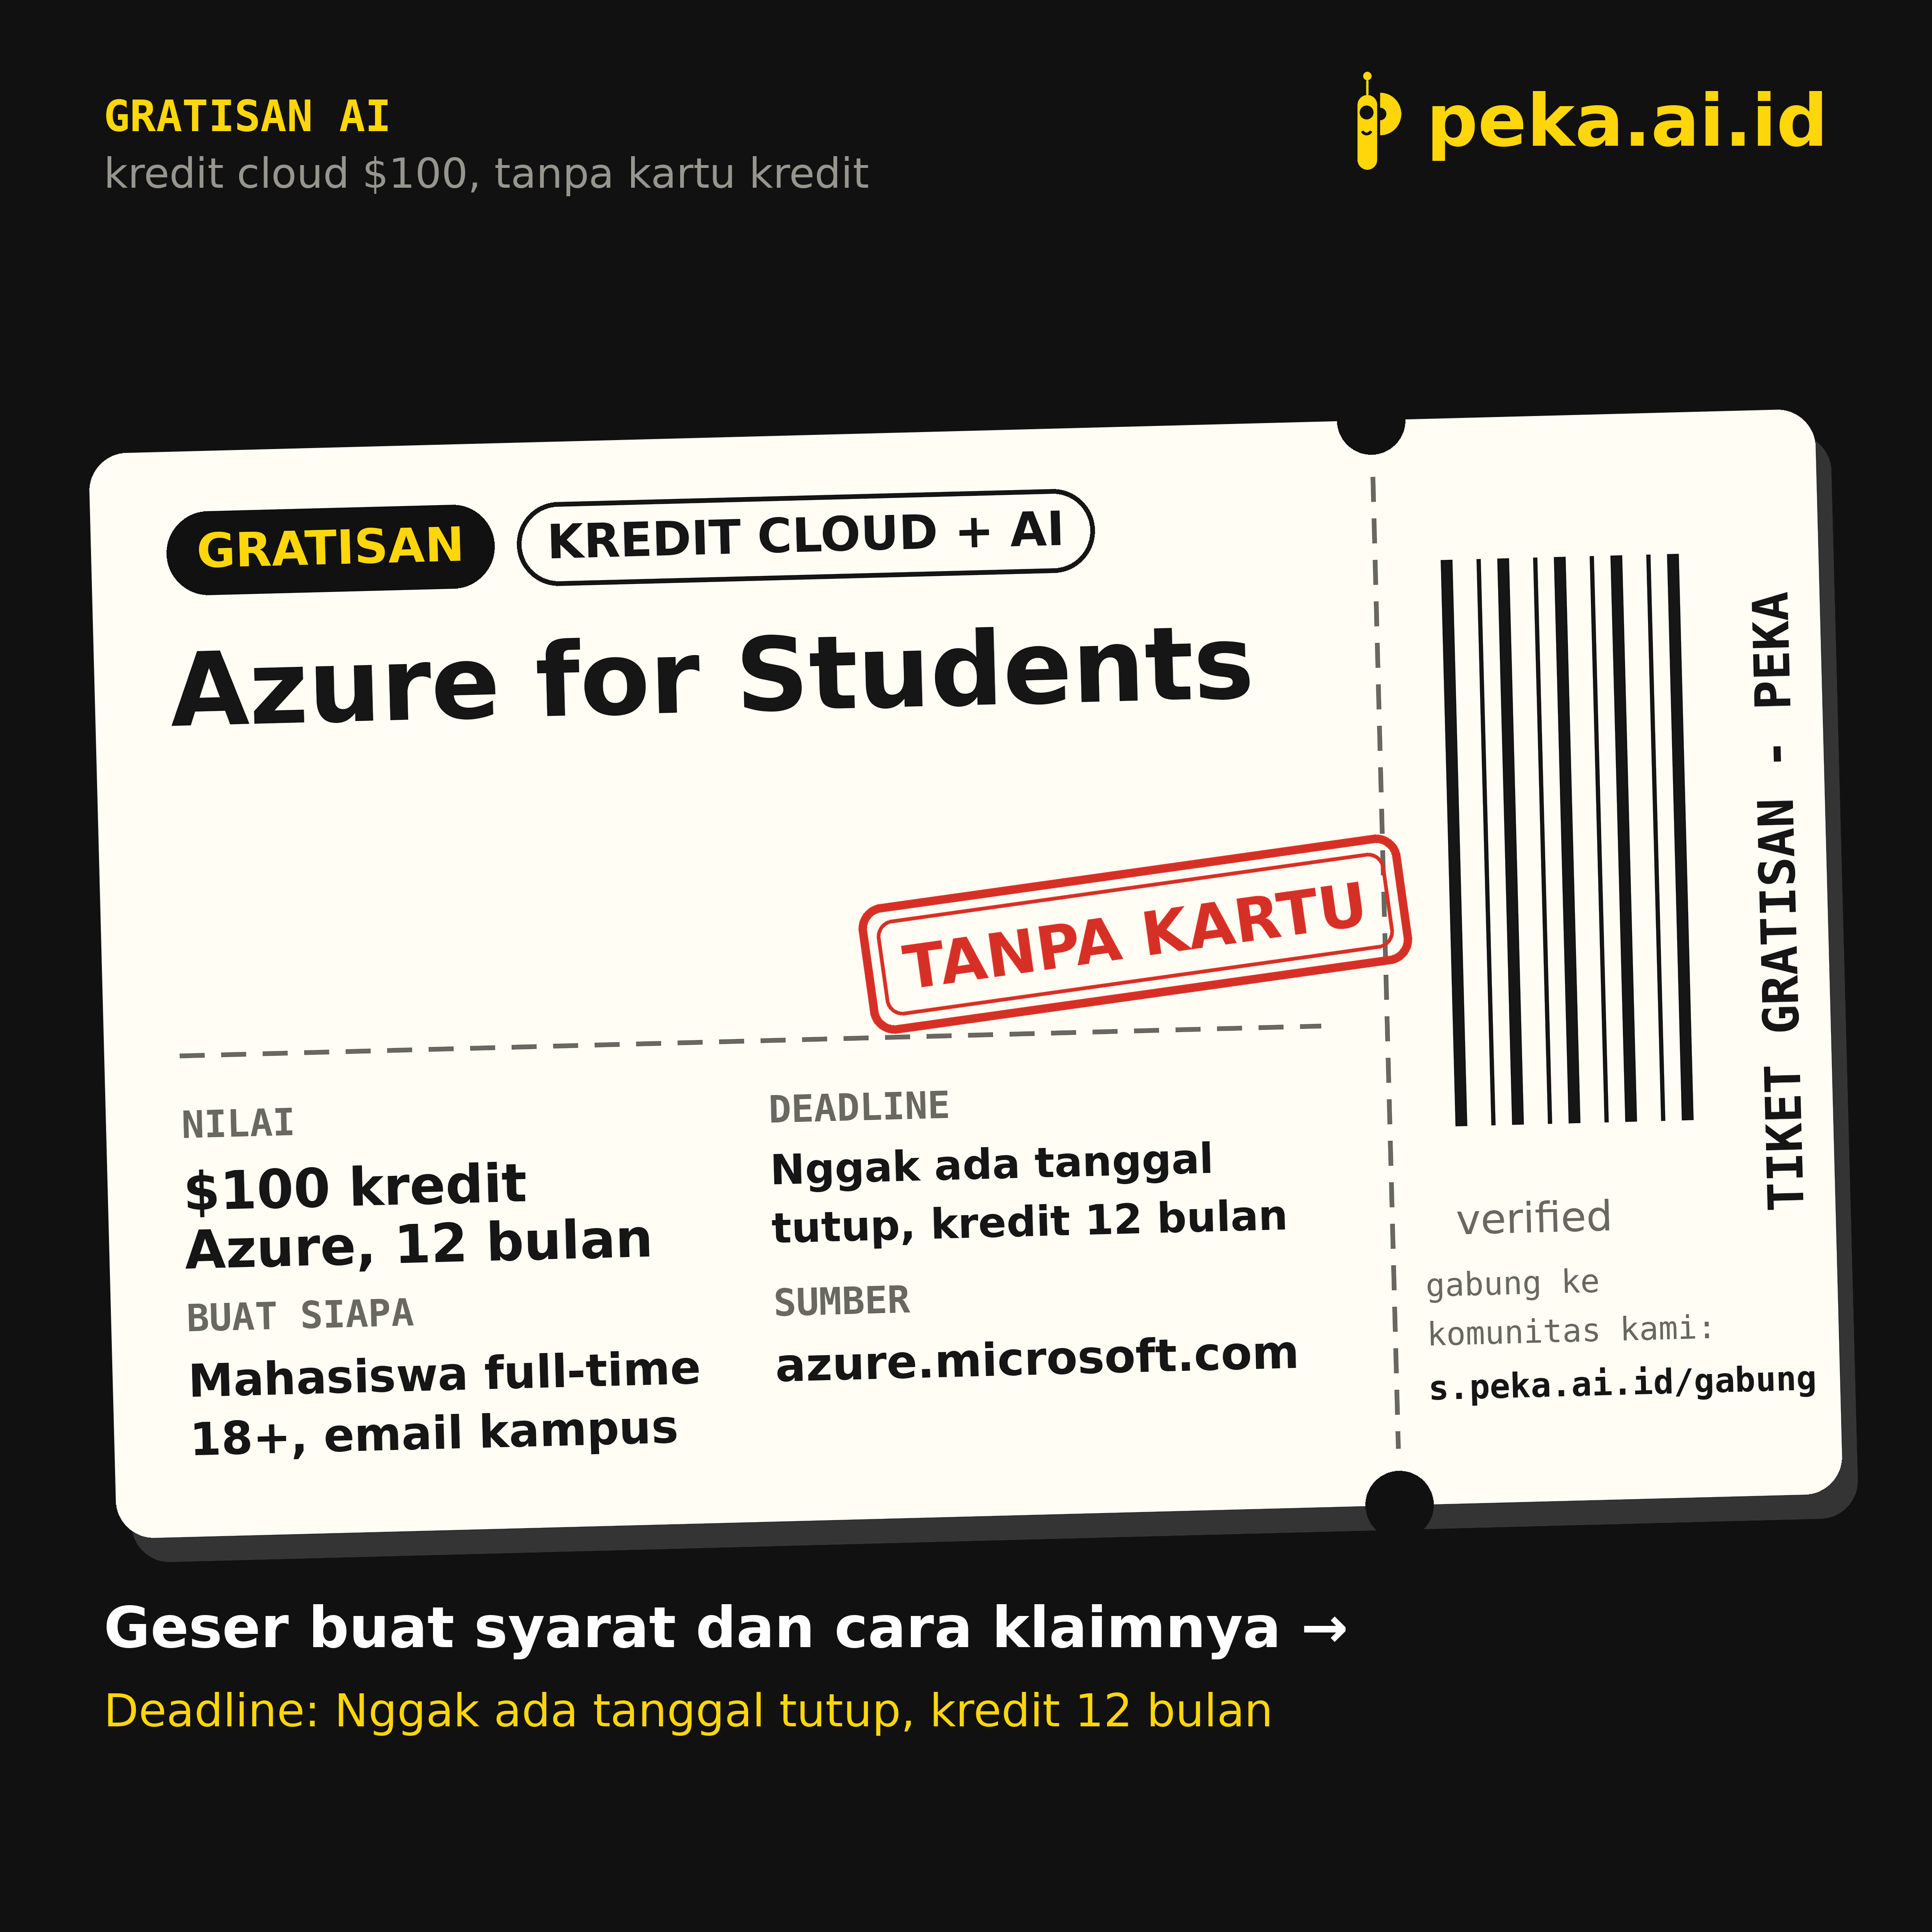 GRATISAN AI
kredit cloud $100, tanpa kartu kredit
peka.ai.id
GRATISAN
KREDIT CLOUD + AI
Azure for Students
TANPA KARTU
NILAI
$100 kredit
Azure, 12 bulan
BUAT SIAPA
Mahasiswa full-time
18+, email kampus
DEADLINE
Nggak ada tanggal
tutup, kredit 12 bulan
SUMBER
azure.microsoft.com
TIKET GRATISAN - PEKA
verified
gabung ke
komunitas kami:
s.peka.ai.id/gabung
Geser buat syarat dan cara klaimnya →
Deadline: Nggak ada tanggal tutup, kredit 12 bulan